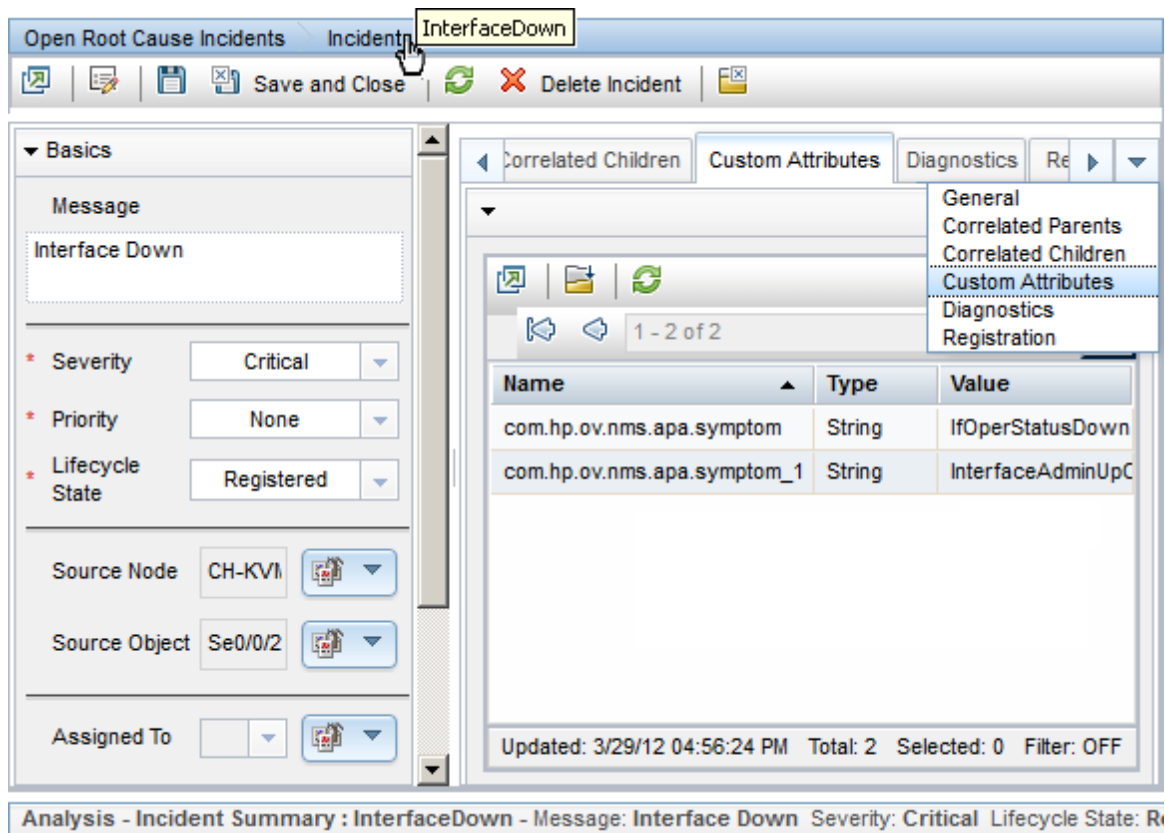 InterfaceDown
Open Root Cause Incidents Incident
Save and Close Delete Incident
Basics
Message
Interface Down
* Severity Critical
* Priority None
* Lifecycle State Registered
Source Node CH-KVM
Source Object Se0/0/2
Assigned To
Correlated Children Custom Attributes Diagnostics Re
General
Correlated Parents
Correlated Children
Custom Attributes
Diagnostics
Registration
1 - 2 of 2
Name Type Value
com.hp.ov.nms.apa.symptom String IfOperStatusDown
com.hp.ov.nms.apa.symptom_1 String InterfaceAdminUpC
Updated: 3/29/12 04:56:24 PM Total: 2 Selected: 0 Filter: OFF
Analysis - Incident Summary : InterfaceDown - Message: Interface Down Severity: Critical Lifecycle State: Re